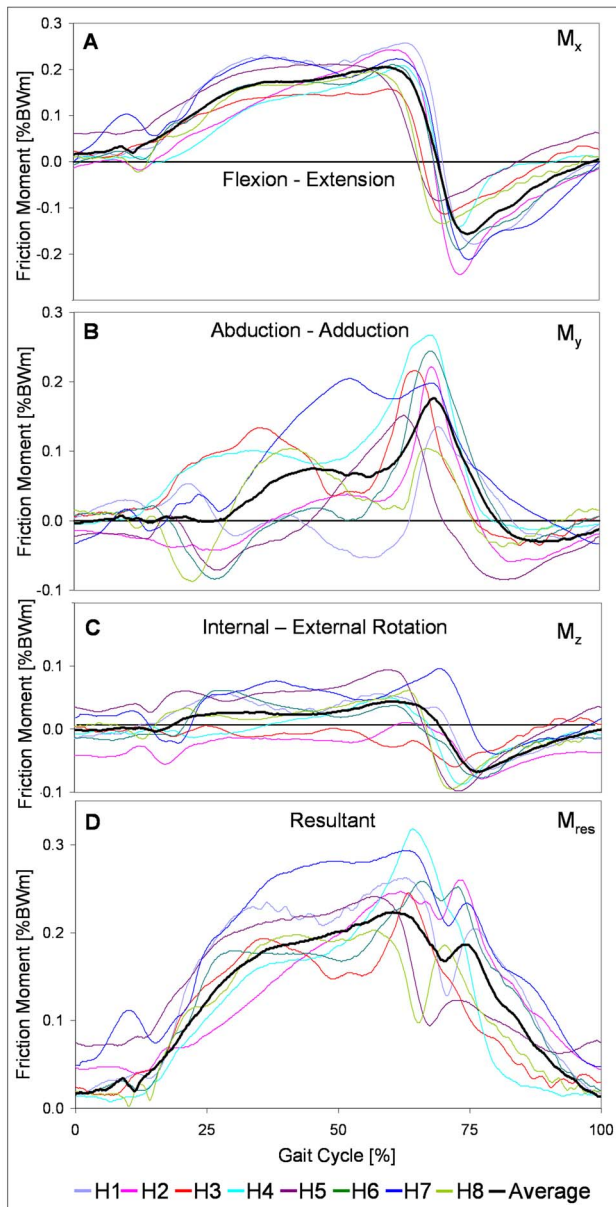 A
Mx
0.3
0.2
0.1
0.0
-0.1
-0.2
Friction Moment [%BWm]
Flexion - Extension
B
Abduction - Adduction
My
0.3
0.2
0.1
0.0
-0.1
Friction Moment [%BWm]
C
Internal – External Rotation
Mz
0.1
0.0
-0.1
Friction Moment [%BWm]
D
Resultant
Mres
0.3
0.2
0.1
0.0
Friction Moment [%BWm]
0 25 50 75 100
Gait Cycle [%]
H1 H2 H3 H4 H5 H6 H7 H8 Average